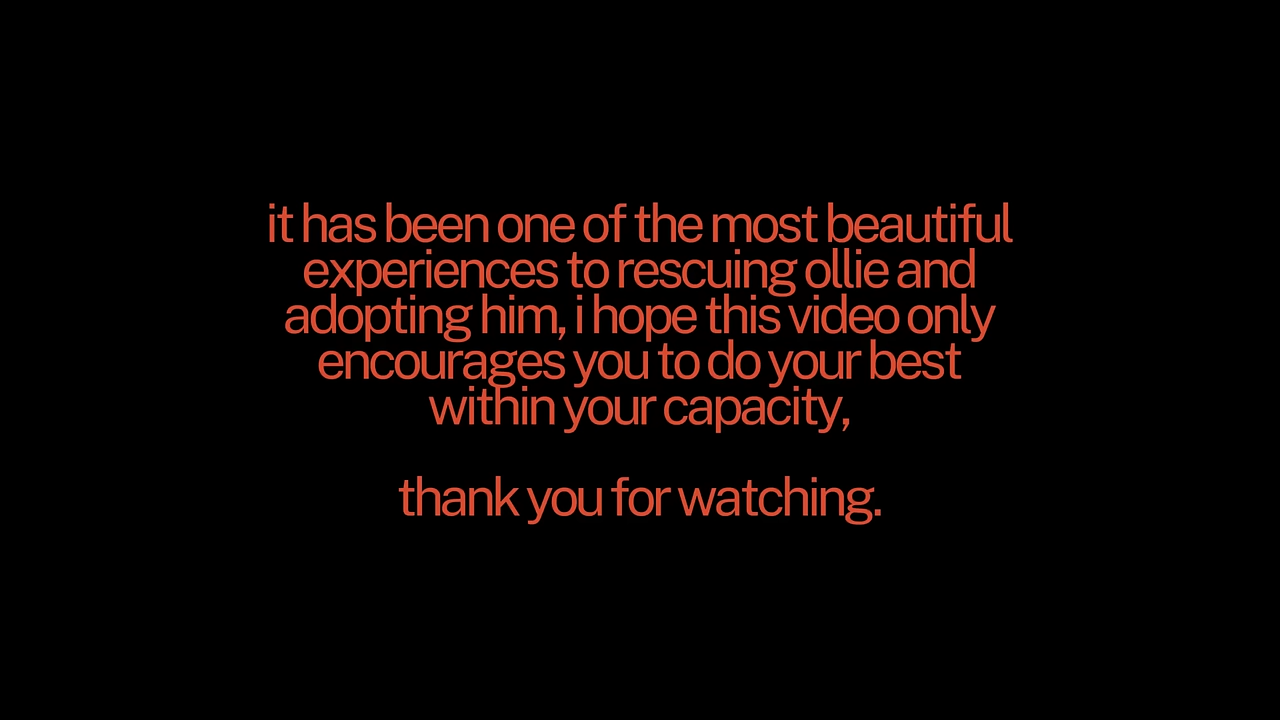 it has been one of the most beautiful
experiences to rescuing ollie and
adopting him, i hope this video only
encourages you to do your best
within your capacity,
thank you for watching.